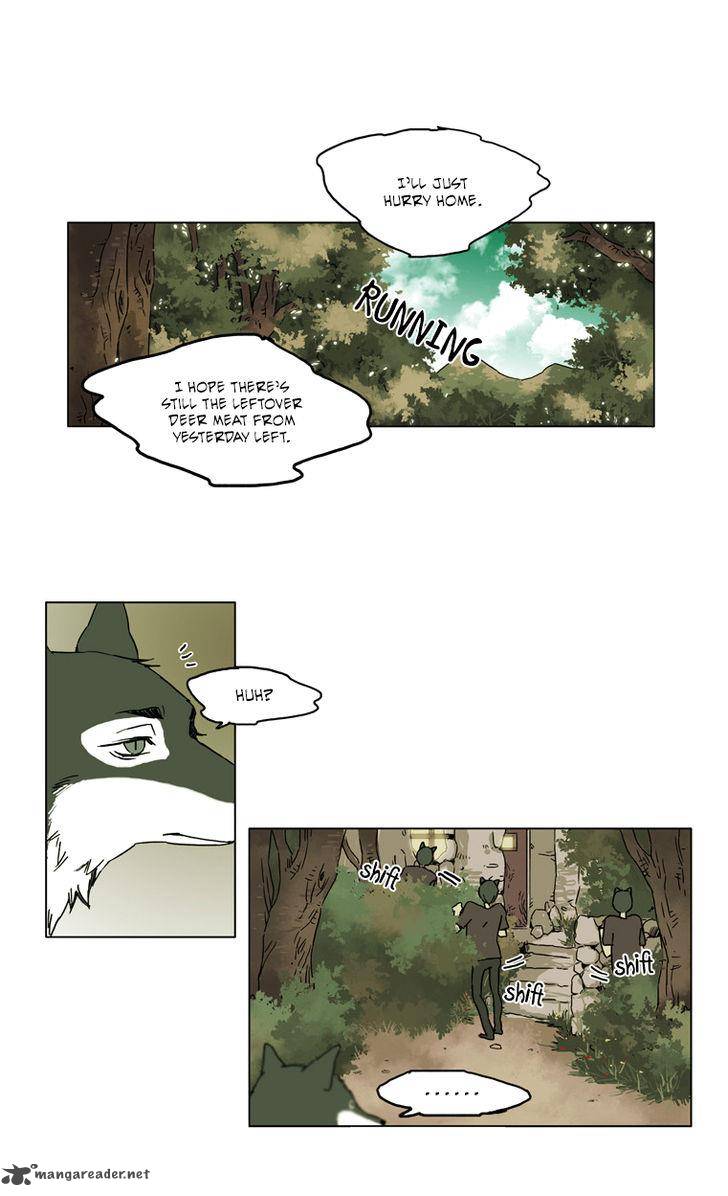 I'LL JUST
HURRY HOME.
RUNNING
I HOPE THERE'S
STILL THE LEFTOVER
DEER MEAT FROM
YESTERDAY LEFT.
HUH?
shift
shift
shift
......
mangareader.net